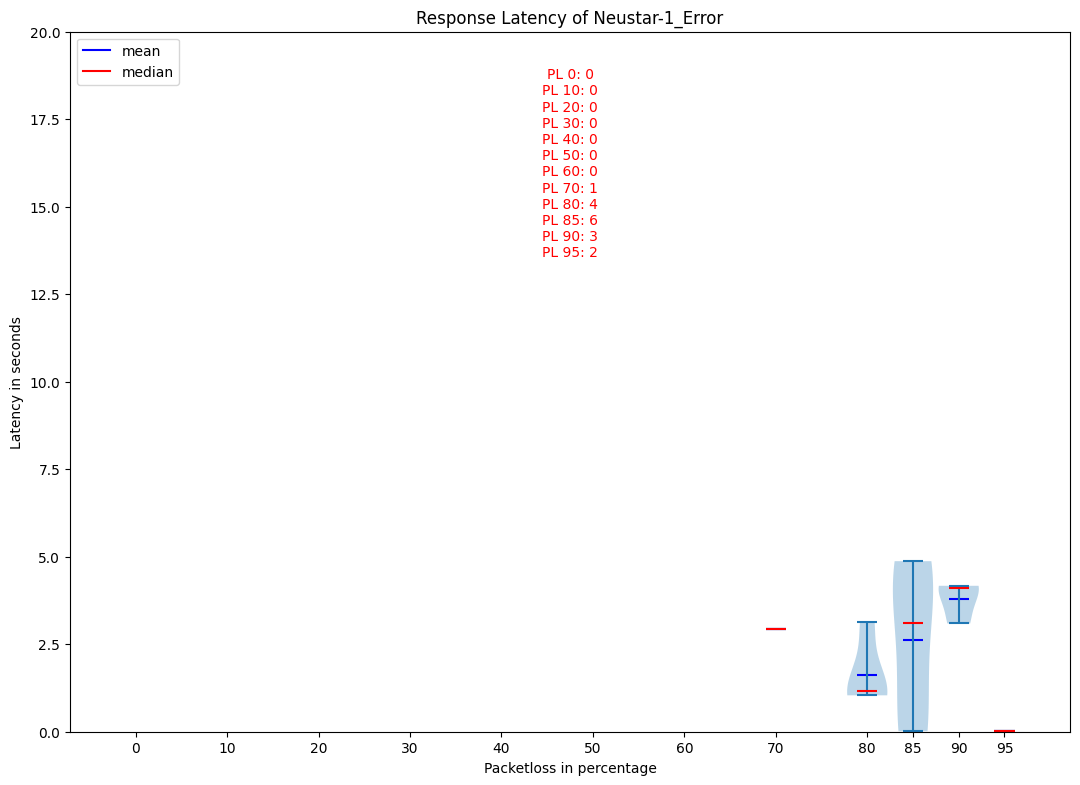 Response Latency of Neustar-1_Error
20.0
17.5
15.0
12.5
10.0
7.5
5.0
2.5
0.0
Latency in seconds
mean
median
PL 0: 0
PL 10: 0
PL 20: 0
PL 30: 0
PL 40: 0
PL 50: 0
PL 60: 0
PL 70: 1
PL 80: 4
PL 85: 6
PL 90: 3
PL 95: 2
0 10 20 30 40 50 60 70 80 85 90 95
Packetloss in percentage